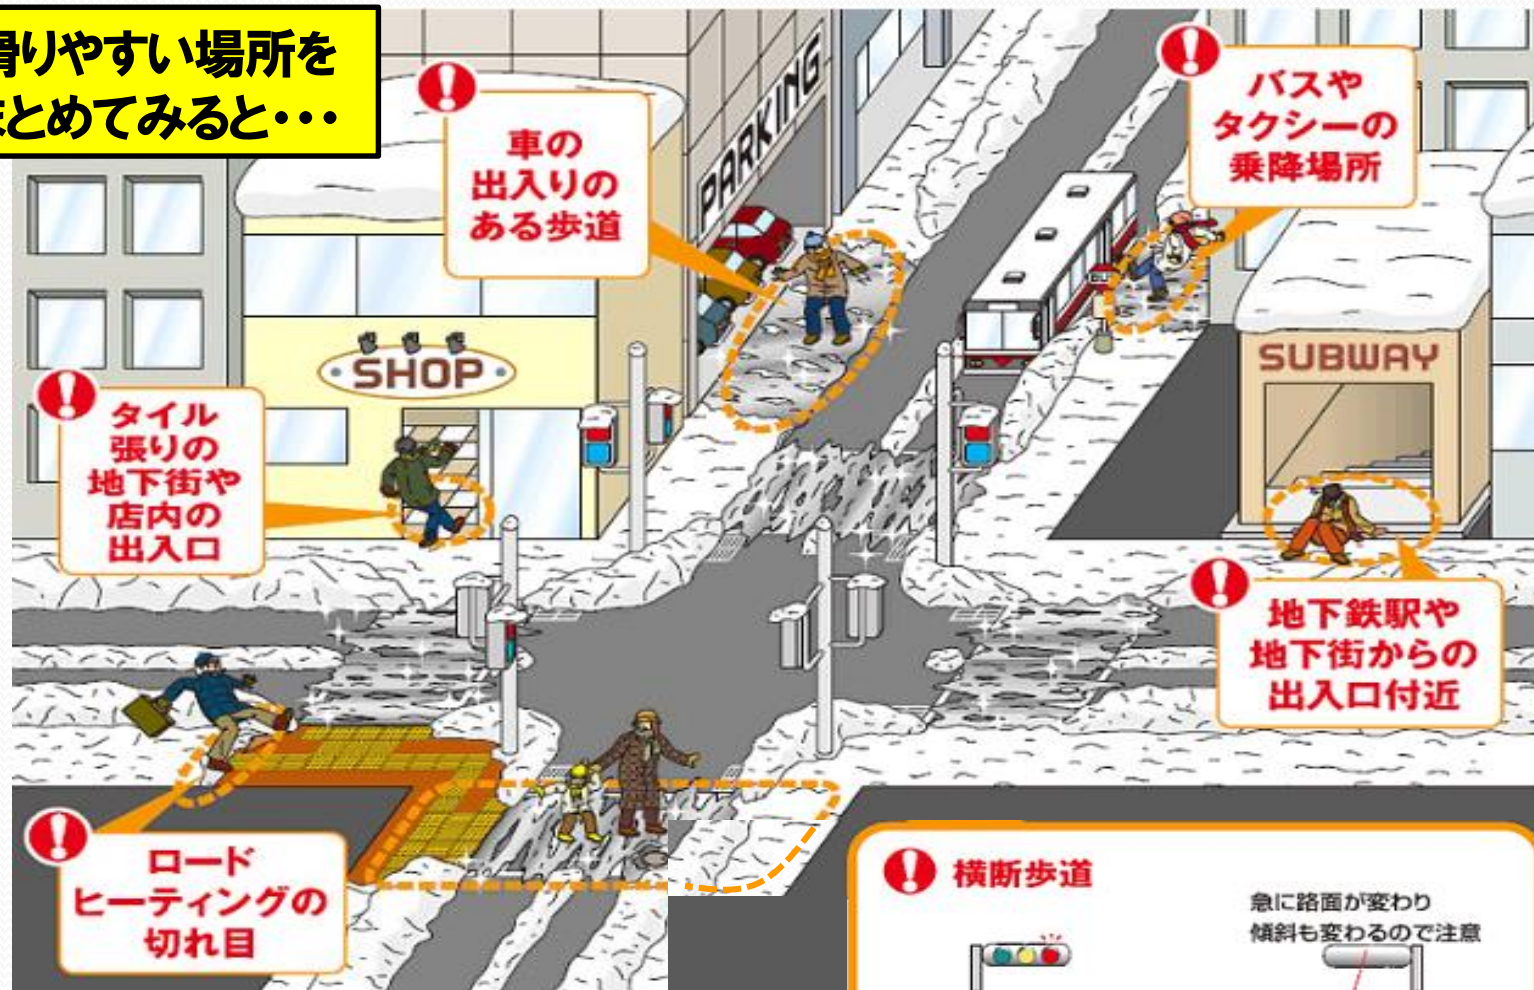 滑りやすい場所を
まとめてみると・・・
車の
出入りの
ある歩道
PARKING
バスや
タクシーの
乗降場所
SHOP
SUBWAY
タイル
張りの
地下街や
店内の
出入口
地下鉄駅や
地下街からの
出入口付近
ロード
ヒーティングの
切れ目
横断歩道
急に路面が変わり
傾斜も変わるので注意